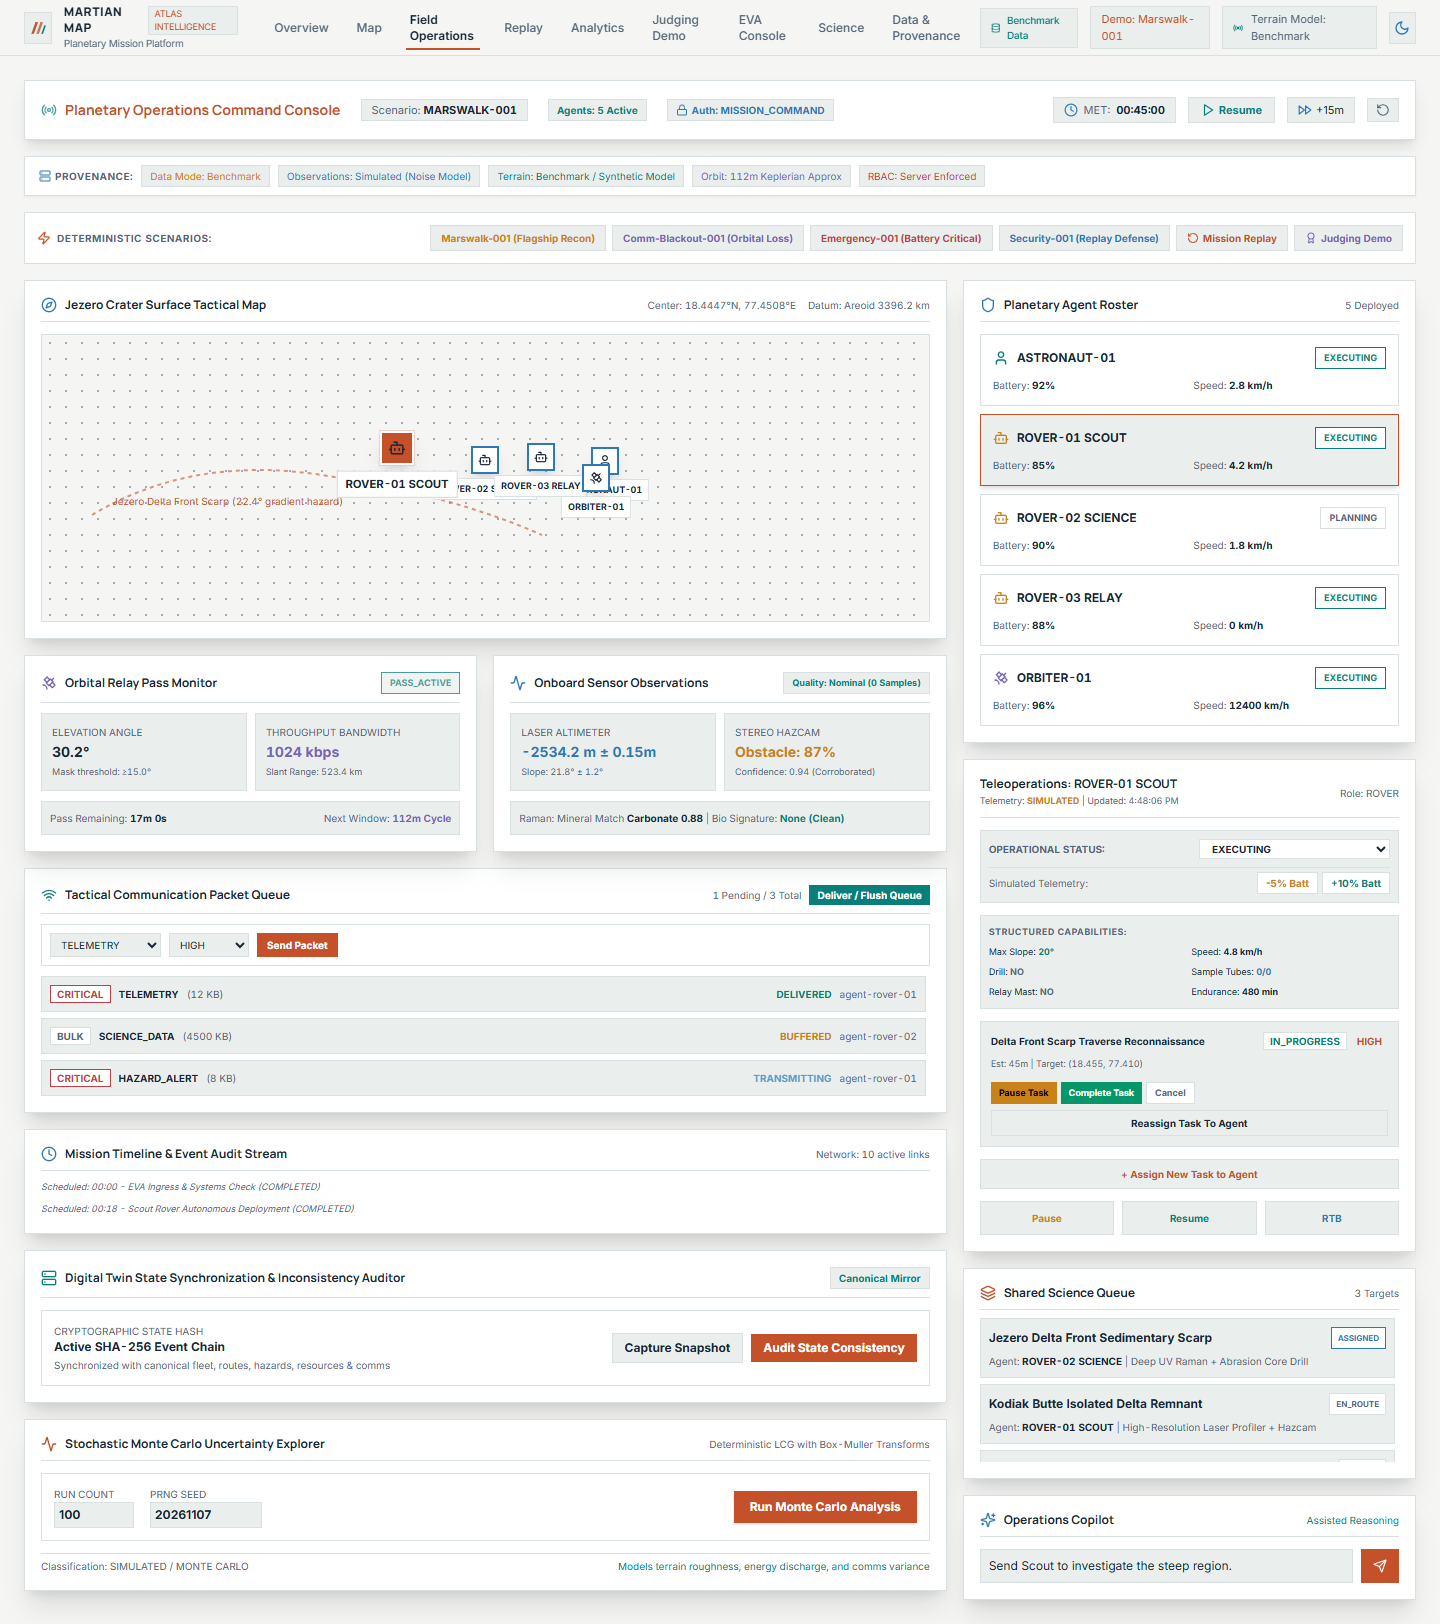 MARTIAN MAP
Planetary Mission Platform
ATLAS INTELLIGENCE
Overview
Map
Field Operations
Replay
Analytics
Judging Demo
EVA Console
Science
Data & Provenance
Benchmark Data
Demo: Marswalk-001
Terrain Model: Benchmark
Planetary Operations Command Console
Scenario: MARSWALK-001
Agents: 5 Active
Auth: MISSION_COMMAND
MET: 00:45:00
Resume
+15m
PROVENANCE:
Data Mode: Benchmark
Observations: Simulated (Noise Model)
Terrain: Benchmark / Synthetic Model
Orbit: 112m Keplerian Approx
RBAC: Server Enforced
DETERMINISTIC SCENARIOS:
Marswalk-001 (Flagship Recon)
Comm-Blackout-001 (Orbital Loss)
Emergency-001 (Battery Critical)
Security-001 (Replay Defense)
Mission Replay
Judging Demo
Jezero Crater Surface Tactical Map
Center: 18.4447°N, 77.4508°E Datum: Areoid 3396.2 km
Jezero Delta Front Scarp (22.4° gradient hazard)
ROVER-01 SCOUT
VER-02 S
ROVER-03 RELAY
AUT-01
ORBITER-01
Orbital Relay Pass Monitor
PASS_ACTIVE
ELEVATION ANGLE
30.2°
Mask threshold: ≥15.0°
THROUGHPUT BANDWIDTH
1024 kbps
Slant Range: 523.4 km
Pass Remaining: 17m 0s
Next Window: 112m Cycle
Onboard Sensor Observations
Quality: Nominal (0 Samples)
LASER ALTIMETER
-2534.2 m ± 0.15m
Slope: 21.8° ± 1.2°
STEREO HAZCAM
Obstacle: 87%
Confidence: 0.94 (Corroborated)
Raman: Mineral Match Carbonate 0.88 | Bio Signature: None (Clean)
Tactical Communication Packet Queue
1 Pending / 3 Total
Deliver / Flush Queue
TELEMETRY
HIGH
Send Packet
CRITICAL TELEMETRY (12 KB) DELIVERED agent-rover-01
BULK SCIENCE_DATA (4500 KB) BUFFERED agent-rover-02
CRITICAL HAZARD_ALERT (8 KB) TRANSMITTING agent-rover-01
Mission Timeline & Event Audit Stream
Network: 10 active links
Scheduled: 00:00 - EVA Ingress & Systems Check (COMPLETED)
Scheduled: 00:18 - Scout Rover Autonomous Deployment (COMPLETED)
Digital Twin State Synchronization & Inconsistency Auditor
Canonical Mirror
CRYPTOGRAPHIC STATE HASH
Active SHA-256 Event Chain
Synchronized with canonical fleet, routes, hazards, resources & comms
Capture Snapshot
Audit State Consistency
Stochastic Monte Carlo Uncertainty Explorer
Deterministic LCG with Box-Muller Transforms
RUN COUNT
100
PRNG SEED
20261107
Run Monte Carlo Analysis
Classification: SIMULATED / MONTE CARLO
Models terrain roughness, energy discharge, and comms variance
Planetary Agent Roster
5 Deployed
ASTRONAUT-01
EXECUTING
Battery: 92%
Speed: 2.8 km/h
ROVER-01 SCOUT
EXECUTING
Battery: 85%
Speed: 4.2 km/h
ROVER-02 SCIENCE
PLANNING
Battery: 90%
Speed: 1.8 km/h
ROVER-03 RELAY
EXECUTING
Battery: 88%
Speed: 0 km/h
ORBITER-01
EXECUTING
Battery: 96%
Speed: 12400 km/h
Teleoperations: ROVER-01 SCOUT
Telemetry: SIMULATED | Updated: 4:48:06 PM
Role: ROVER
OPERATIONAL STATUS:
EXECUTING
Simulated Telemetry:
-5% Batt
+10% Batt
STRUCTURED CAPABILITIES:
Max Slope: 20°
Speed: 4.8 km/h
Drill: NO
Sample Tubes: 0/0
Relay Mast: NO
Endurance: 480 min
Delta Front Scarp Traverse Reconnaissance
IN_PROGRESS
HIGH
Est: 45m | Target: (18.455, 77.410)
Pause Task
Complete Task
Cancel
Reassign Task To Agent
+ Assign New Task to Agent
Pause
Resume
RTB
Shared Science Queue
3 Targets
Jezero Delta Front Sedimentary Scarp
ASSIGNED
Agent: ROVER-02 SCIENCE | Deep UV Raman + Abrasion Core Drill
Kodiak Butte Isolated Delta Remnant
EN_ROUTE
Agent: ROVER-01 SCOUT | High-Resolution Laser Profiler + Hazcam
Operations Copilot
Assisted Reasoning
Send Scout to investigate the steep region.